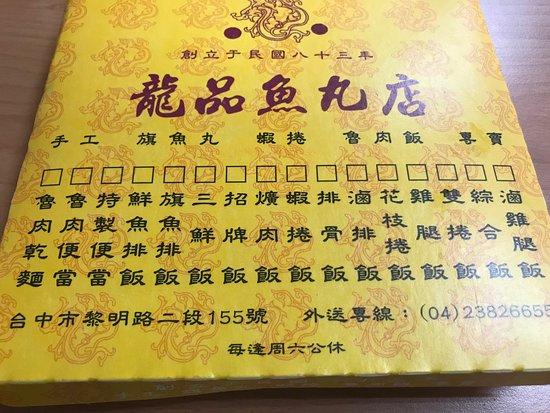 創立于民國八十三年
龍品魚丸店
手工 旗魚丸 蝦捲 魯肉飯 專賣
魯肉乾麵
魯肉便當
特製便當
鮮魚排飯
旗魚排飯
三鮮飯
招牌飯
爌肉飯
蝦捲飯
排骨飯
滷排飯
花枝捲飯
雞腿飯
雙捲飯
綜合飯
滷雞腿飯
台中市黎明路二段155號 外送專線：(04)23826655
每逢周六公休